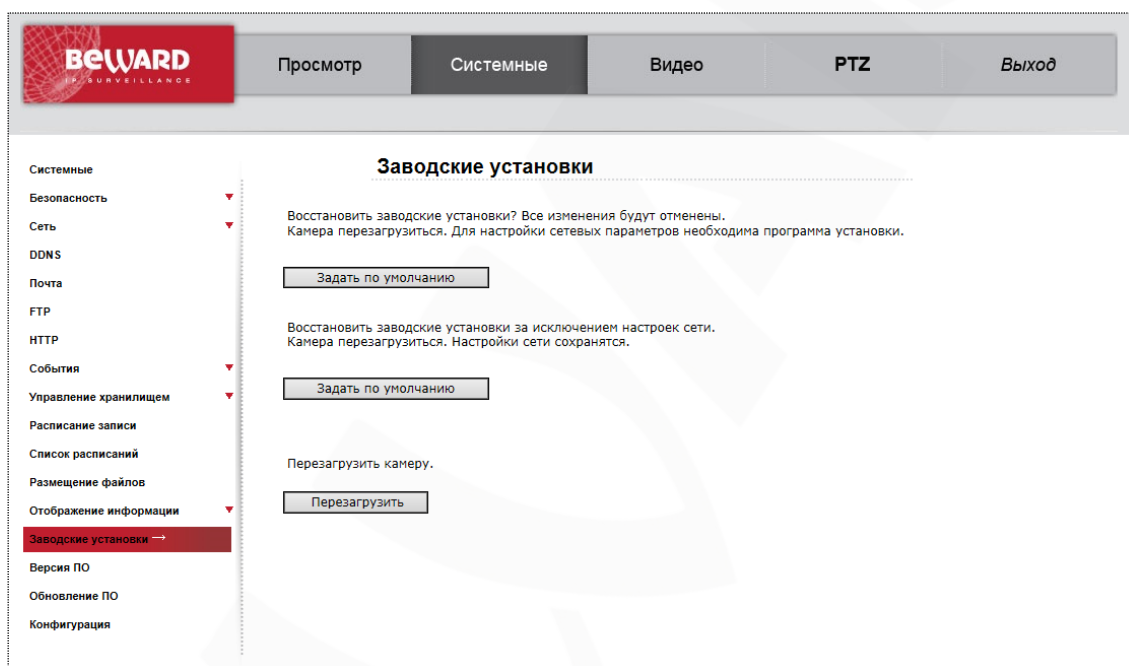 BEWARD
IP SURVEILLANCE
Просмотр
Системные
Видео
PTZ
Выход
Системные
Безопасность
Сеть
DDNS
Почта
FTP
HTTP
События
Управление хранилищем
Расписание записи
Список расписаний
Размещение файлов
Отображение информации
Заводские установки →
Версия ПО
Обновление ПО
Конфигурация
Заводские установки
Восстановить заводские установки? Все изменения будут отменены.
Камера перезагрузиться. Для настройки сетевых параметров необходима программа установки.
Задать по умолчанию
Восстановить заводские установки за исключением настроек сети.
Камера перезагрузиться. Настройки сети сохранятся.
Задать по умолчанию
Перезагрузить камеру.
Перезагрузить